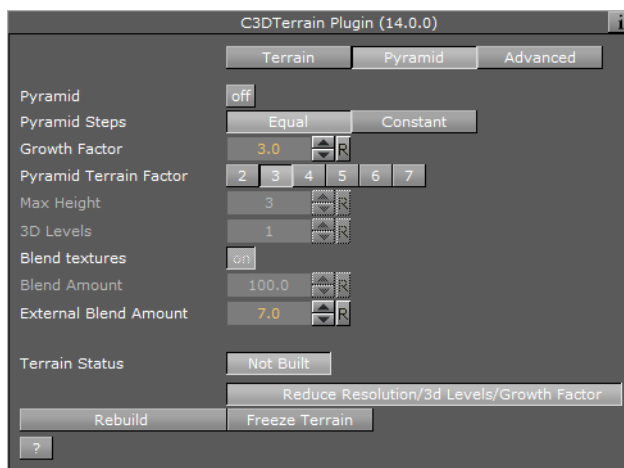 C3DTerrain Plugin (14.0.0) i
Terrain Pyramid Advanced
Pyramid off
Pyramid Steps Equal Constant
Growth Factor 3.0 R
Pyramid Terrain Factor 2 3 4 5 6 7
Max Height 3 R
3D Levels 1 R
Blend textures on
Blend Amount 100.0 R
External Blend Amount 7.0 R
Terrain Status Not Built
Reduce Resolution/3d Levels/Growth Factor
Rebuild Freeze Terrain
?